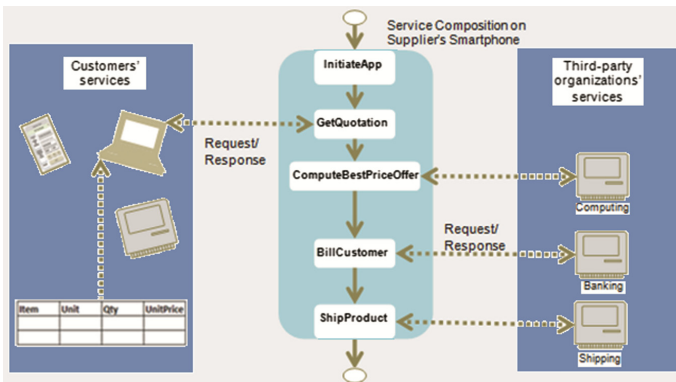 Service Composition on
Supplier's Smartphone
Customers'
services
InitiateApp
Third-party
organizations'
services
GetQuotation
Request/
Response
ComputeBestPriceOffer
Computing
Request/
Response
BillCustomer
Banking
Item Unit Qty UnitPrice
ShipProduct
Shipping